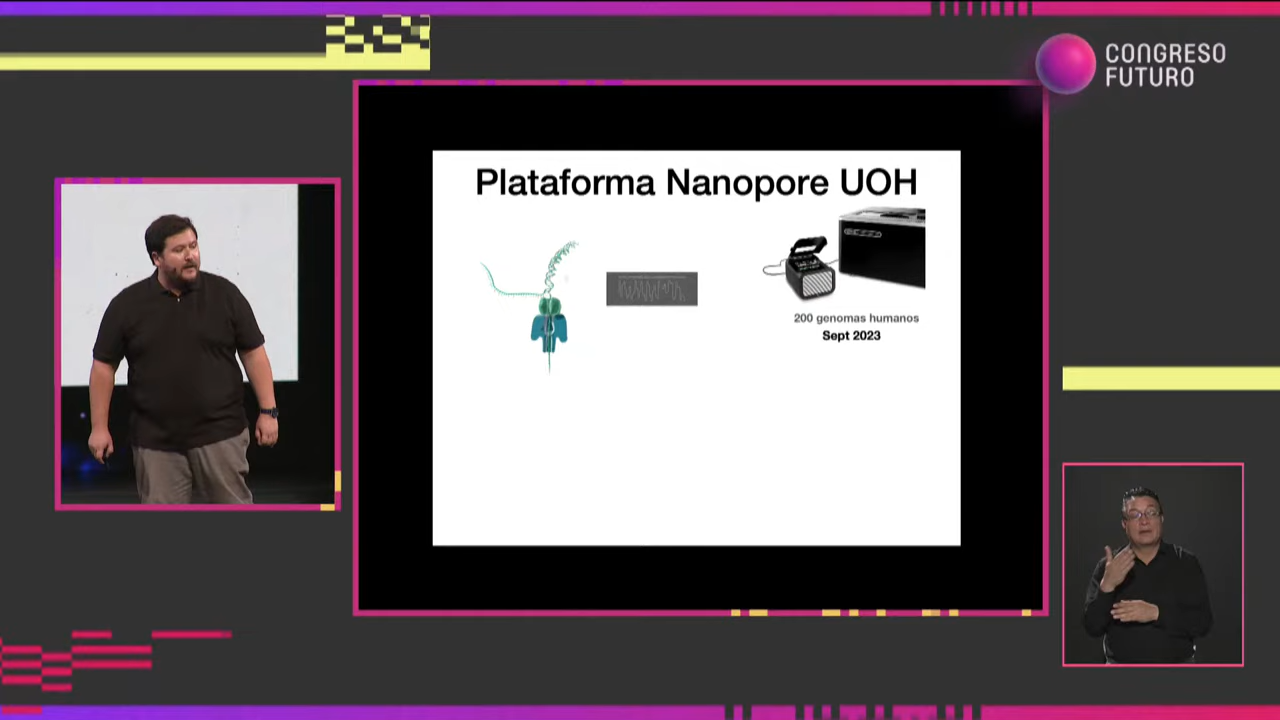 CONGRESO
FUTURO
Plataforma Nanopore UOH
200 genomas humanos
Sept 2023